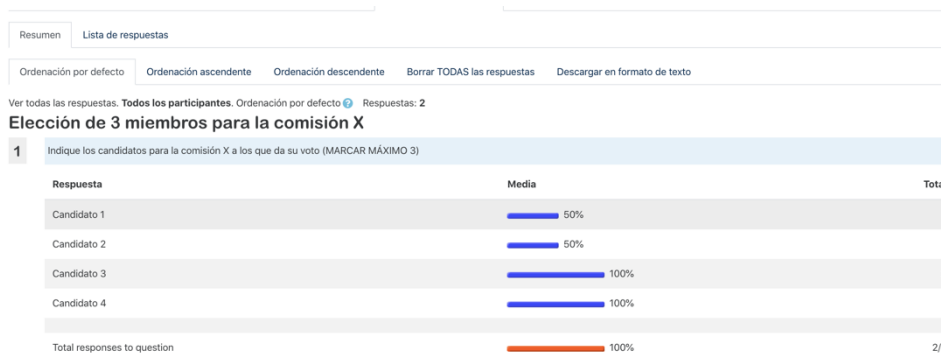 Resumen Lista de respuestas
Ordenación por defecto Ordenación ascendente Ordenación descendente Borrar TODAS las respuestas Descargar en formato de texto
Ver todas las respuestas. Todos los participantes. Ordenación por defecto Respuestas: 2
Elección de 3 miembros para la comisión X
1 Indique los candidatos para la comisión X a los que da su voto (MARCAR MÁXIMO 3)
Respuesta Media
Candidato 1 50%
Candidato 2 50%
Candidato 3 100%
Candidato 4 100%
Total responses to question 100% 2/